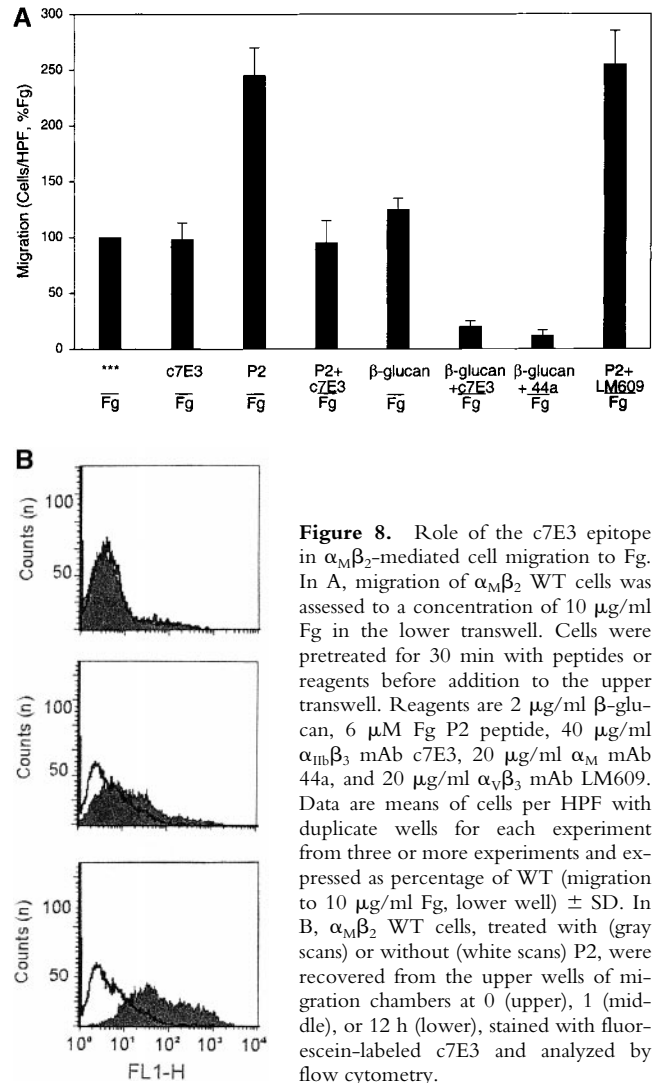 A
300
250
200
150
100
50
0
Migration (Cells/HPF, %Fg)
*** c7E3 P2 P2+ β-glucan β-glucan β-glucan P2+
c7E3 +c7E3 + 44a LM609
Fg Fg Fg Fg Fg Fg Fg Fg
B
Counts (n)
100
50
Counts (n)
100
50
Counts (n)
100
50
10⁰ 10¹ 10² 10³ 10⁴
FL1-H
Figure 8. Role of the c7E3 epitope
in αMβ2-mediated cell migration to Fg.
In A, migration of αMβ2 WT cells was
assessed to a concentration of 10 μg/ml
Fg in the lower transwell. Cells were
pretreated for 30 min with peptides or
reagents before addition to the upper
transwell. Reagents are 2 μg/ml β-glu-
can, 6 μM Fg P2 peptide, 40 μg/ml
αIIbβ3 mAb c7E3, 20 μg/ml αM mAb
44a, and 20 μg/ml αVβ3 mAb LM609.
Data are means of cells per HPF with
duplicate wells for each experiment
from three or more experiments and ex-
pressed as percentage of WT (migration
to 10 μg/ml Fg, lower well) ± SD. In
B, αMβ2 WT cells, treated with (gray
scans) or without (white scans) P2, were
recovered from the upper wells of mi-
gration chambers at 0 (upper), 1 (mid-
dle), or 12 h (lower), stained with fluor-
escein-labeled c7E3 and analyzed by
flow cytometry.